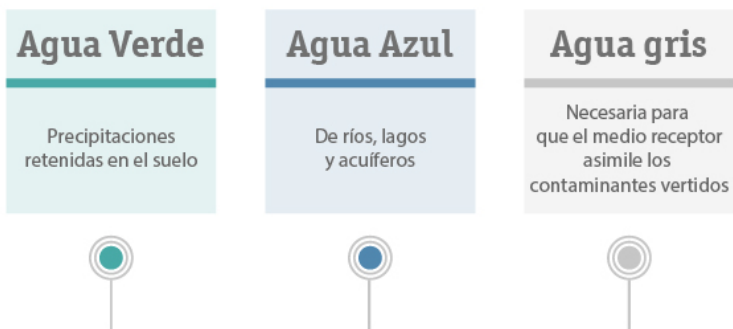 Agua Verde
Precipitaciones
retenidas en el suelo
Agua Azul
De ríos, lagos
y acuíferos
Agua gris
Necesaria para
que el medio receptor
asimile los
contaminantes vertidos